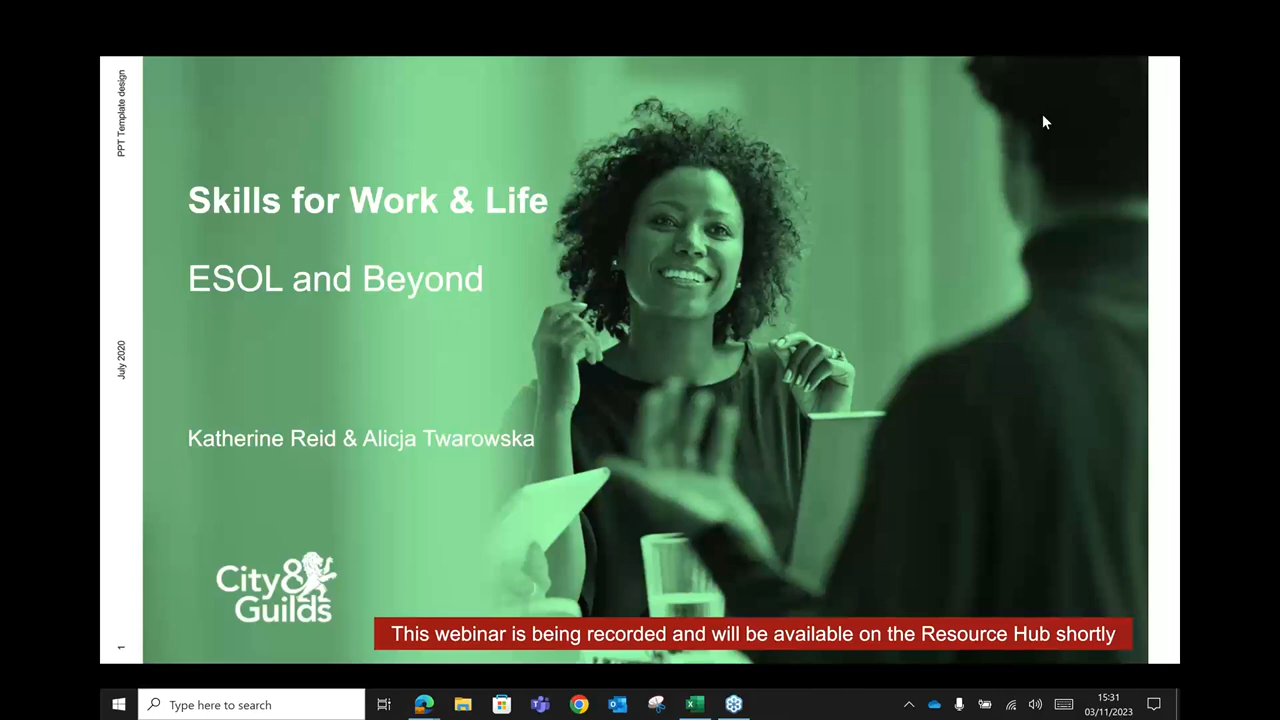 PPT Template design
July 2020
1
Skills for Work & Life
ESOL and Beyond
Katherine Reid & Alicja Twarowska
City&
Guilds
This webinar is being recorded and will be available on the Resource Hub shortly
Type here to search
15:31
03/11/2023